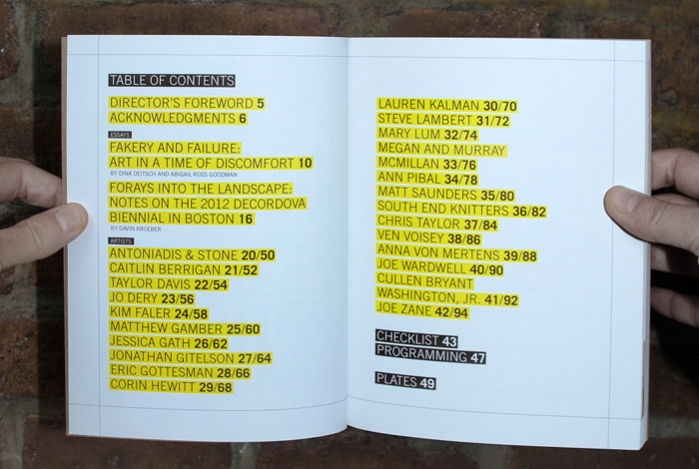 TABLE OF CONTENTS
DIRECTOR'S FOREWORD 5
ACKNOWLEDGMENTS 6
ESSAYS
FAKERY AND FAILURE:
ART IN A TIME OF DISCOMFORT 10
BY DINA DEITSCH AND ABIGAIL ROSS GOODMAN
FORAYS INTO THE LANDSCAPE:
NOTES ON THE 2012 DECORDOVA
BIENNIAL IN BOSTON 16
BY GAVIN KROEBER
ARTISTS
ANTONIADIS & STONE 20/50
CAITLIN BERRIGAN 21/52
TAYLOR DAVIS 22/54
JO DERY 23/56
KIM FALER 24/58
MATTHEW GAMBER 25/60
JESSICA GATH 26/62
JONATHAN GITELSON 27/64
ERIC GOTTESMAN 28/66
CORIN HEWITT 29/68
LAUREN KALMAN 30/70
STEVE LAMBERT 31/72
MARY LUM 32/74
MEGAN AND MURRAY
MCMILLAN 33/76
ANN PIBAL 34/78
MATT SAUNDERS 35/80
SOUTH END KNITTERS 36/82
CHRIS TAYLOR 37/84
VEN VOISEY 38/86
ANNA VON MERTENS 39/88
JOE WARDWELL 40/90
CULLEN BRYANT
WASHINGTON, JR. 41/92
JOE ZANE 42/94
CHECKLIST 43
PROGRAMMING 47
PLATES 49